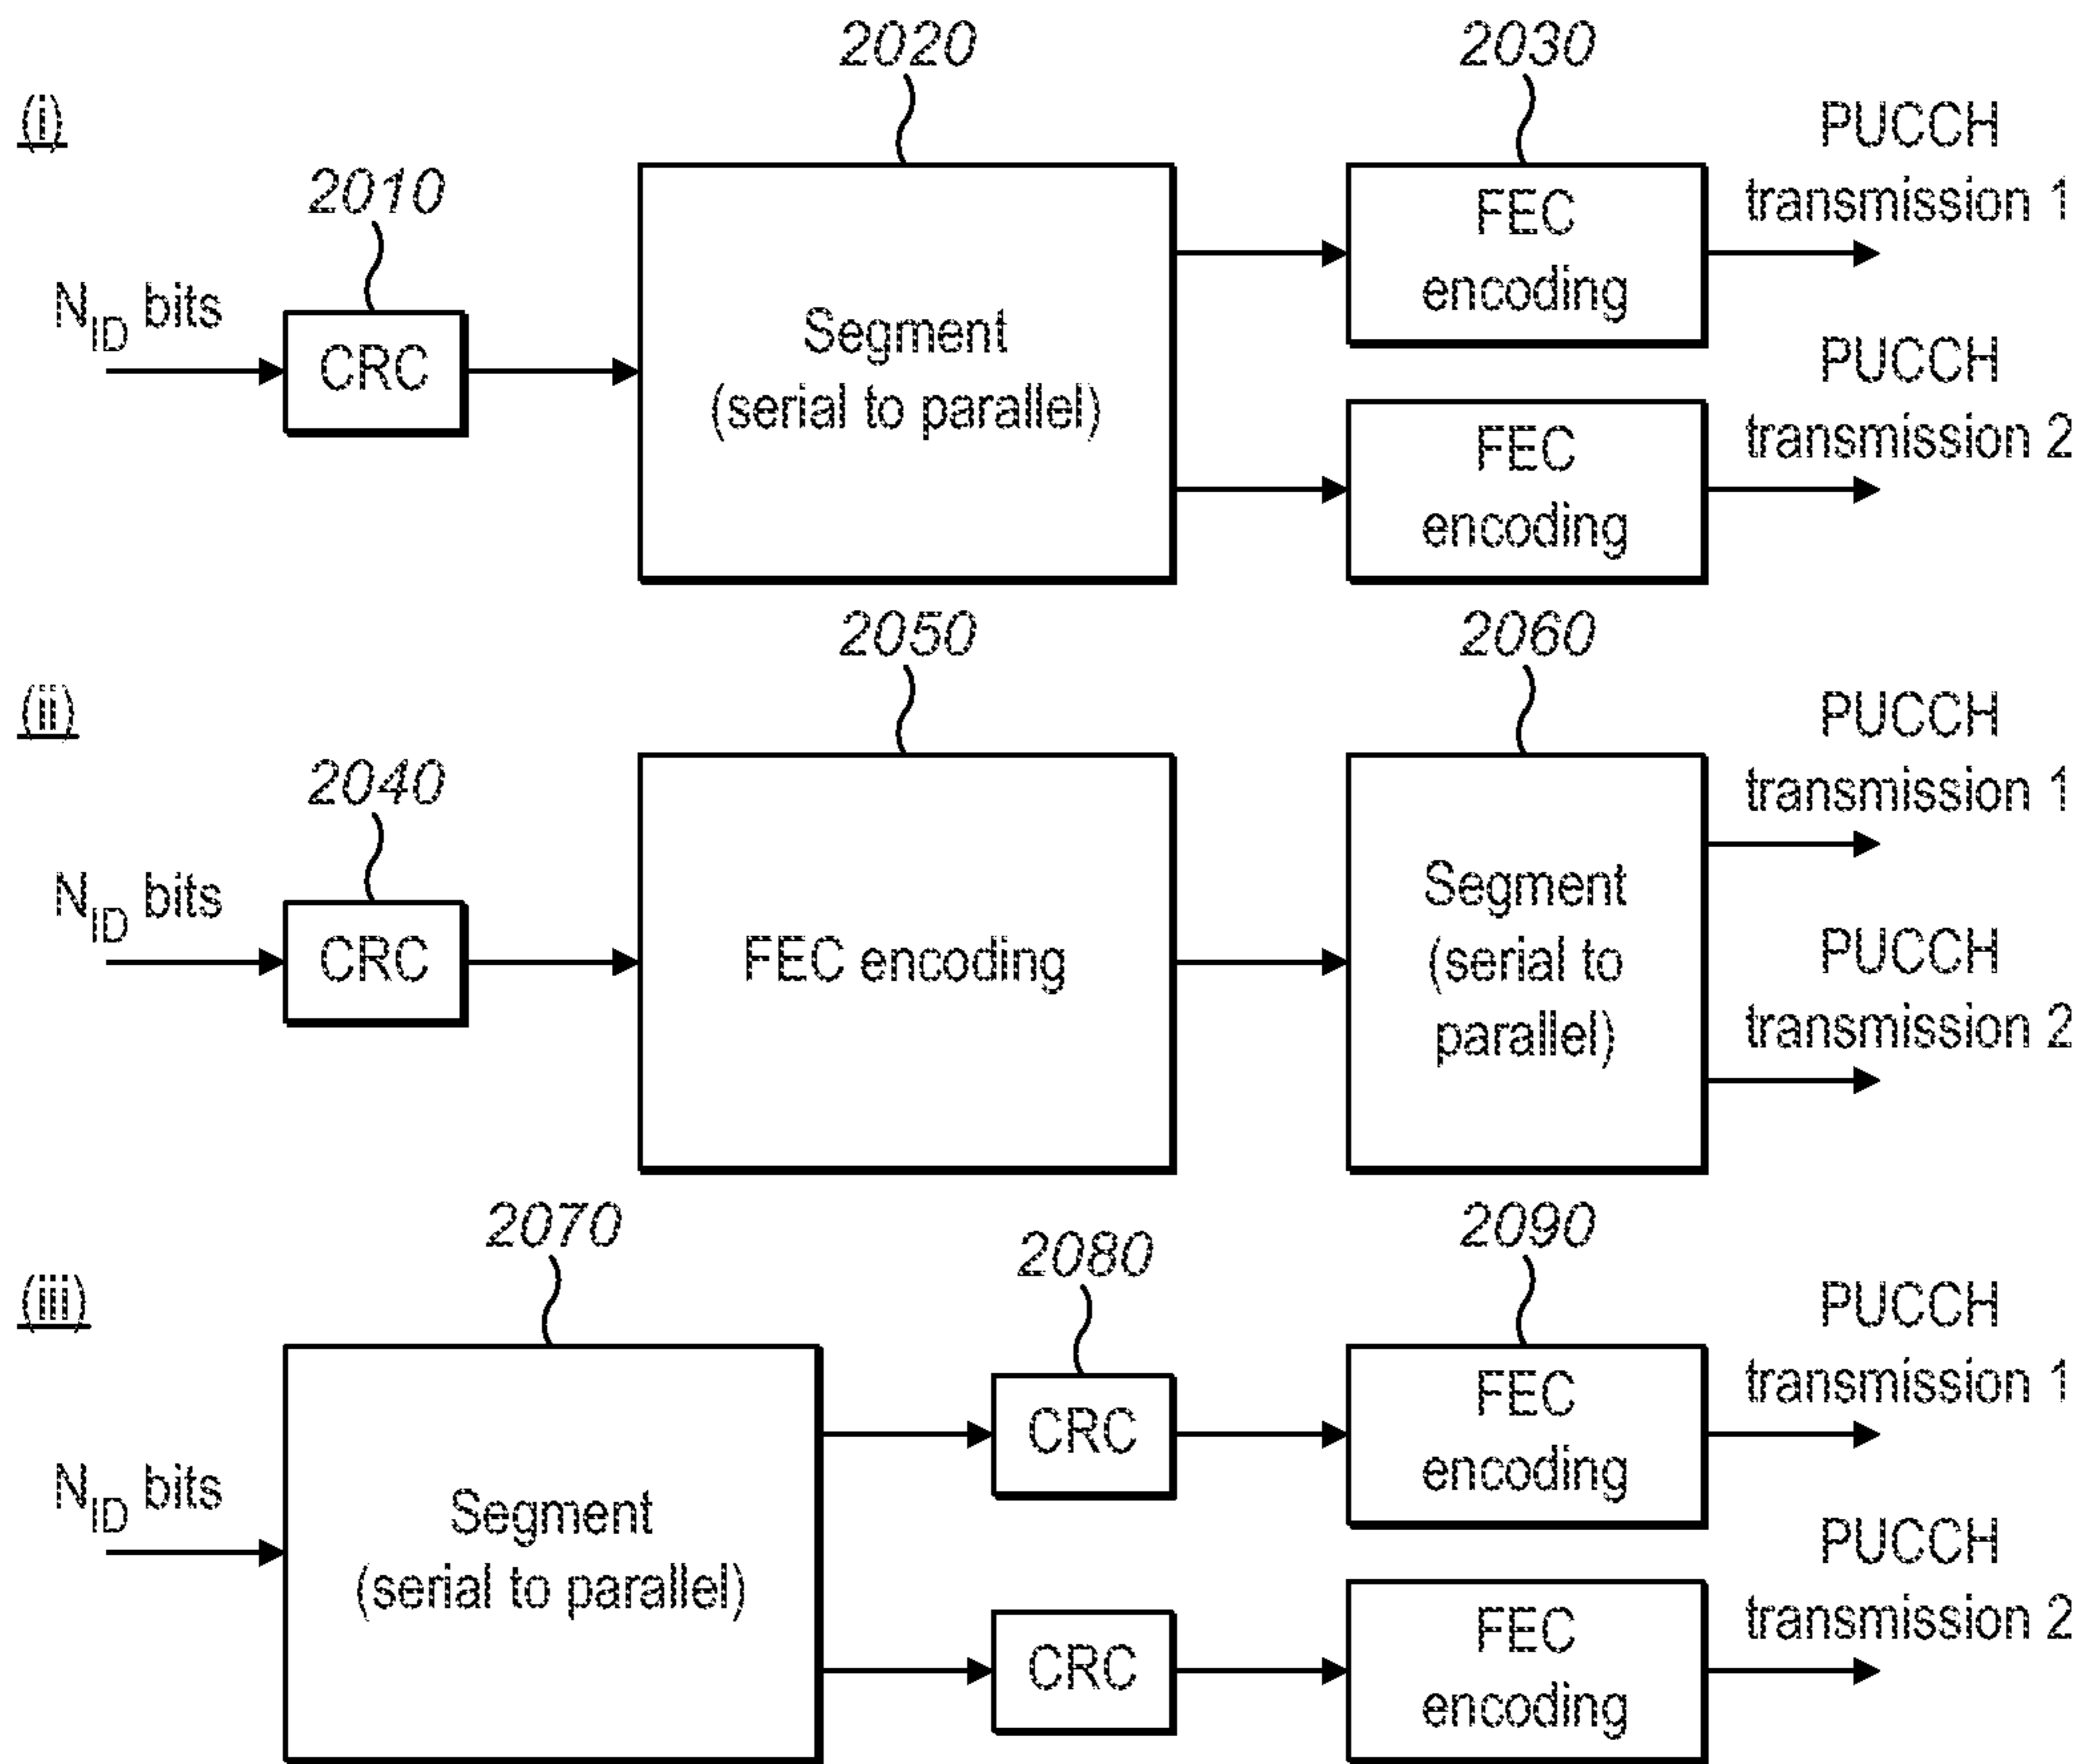 (i)
2010
2020
2030
N_ID bits
CRC
Segment
(serial to parallel)
FEC
encoding
PUCCH
transmission 1
FEC
encoding
PUCCH
transmission 2
(ii)
2040
2050
2060
N_ID bits
CRC
FEC encoding
Segment
(serial to
parallel)
PUCCH
transmission 1
PUCCH
transmission 2
(iii)
2070
2080
2090
N_ID bits
Segment
(serial to parallel)
CRC
FEC
encoding
PUCCH
transmission 1
CRC
FEC
encoding
PUCCH
transmission 2